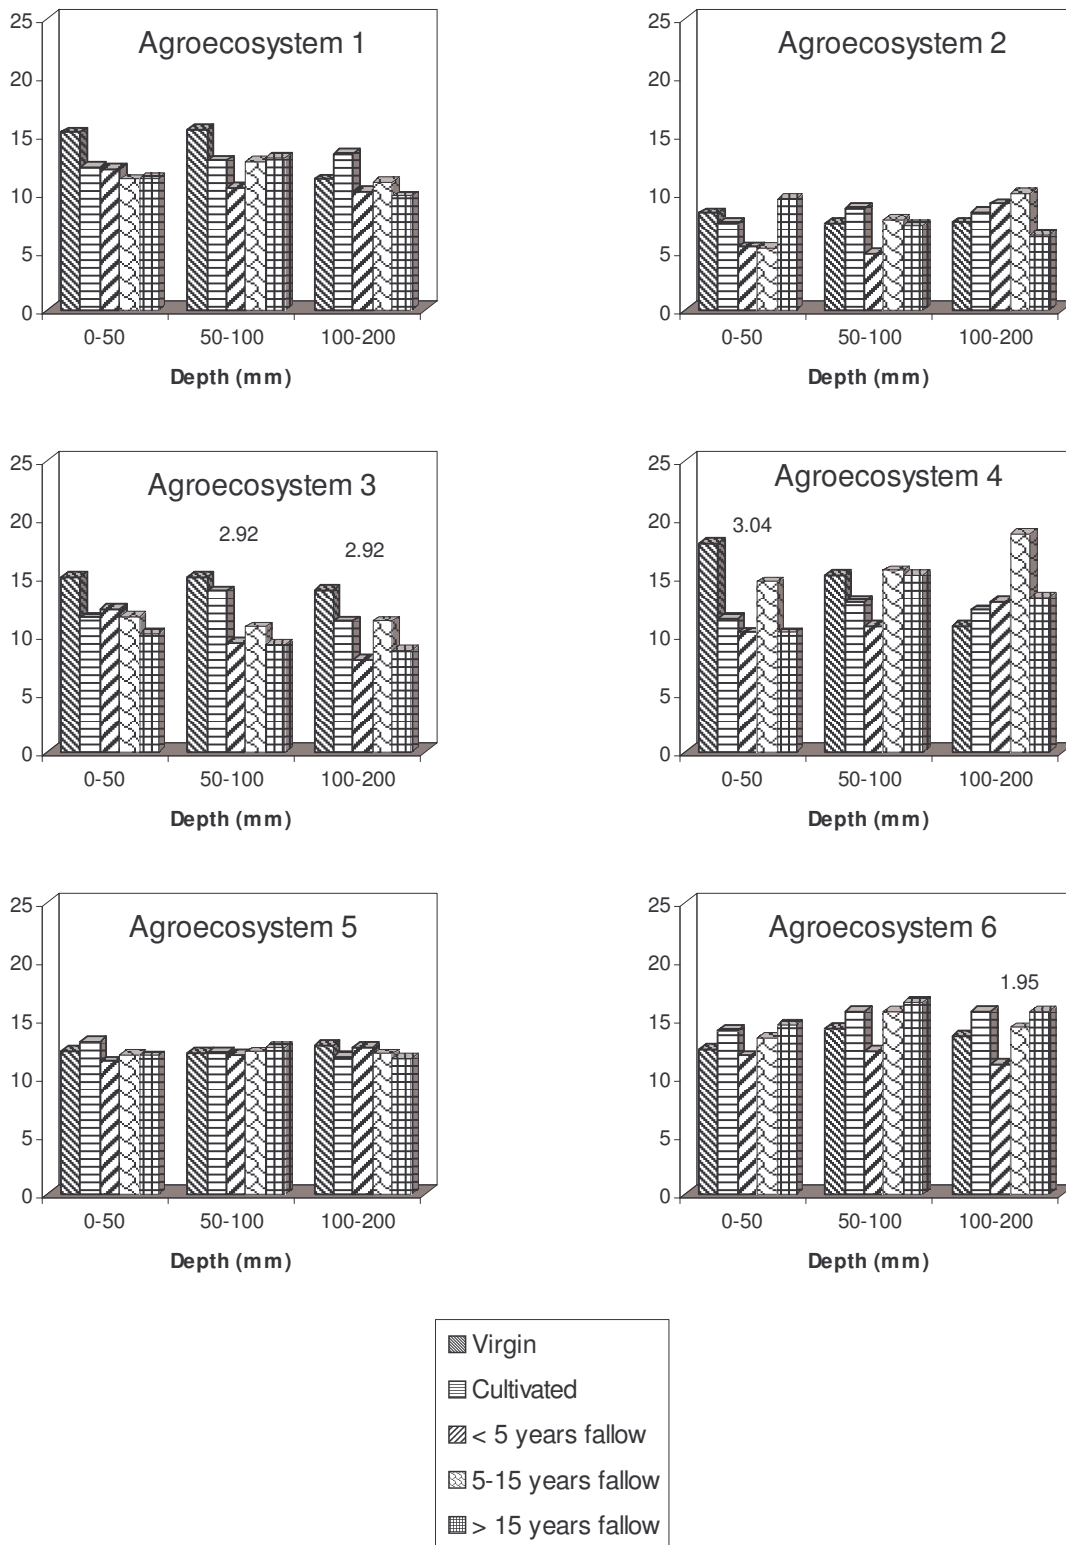 Agroecosystem 1
25
20
15
10
5
0
0-50 50-100 100-200
Depth (mm)
Agroecosystem 2
25
20
15
10
5
0
0-50 50-100 100-200
Depth (mm)
Agroecosystem 3
25
20
15
10
5
0
2.92
2.92
0-50 50-100 100-200
Depth (mm)
Agroecosystem 4
25
20
15
10
5
0
3.04
0-50 50-100 100-200
Depth (mm)
Agroecosystem 5
25
20
15
10
5
0
0-50 50-100 100-200
Depth (mm)
Agroecosystem 6
25
20
15
10
5
0
1.95
0-50 50-100 100-200
Depth (mm)
Virgin
Cultivated
< 5 years fallow
5-15 years fallow
> 15 years fallow